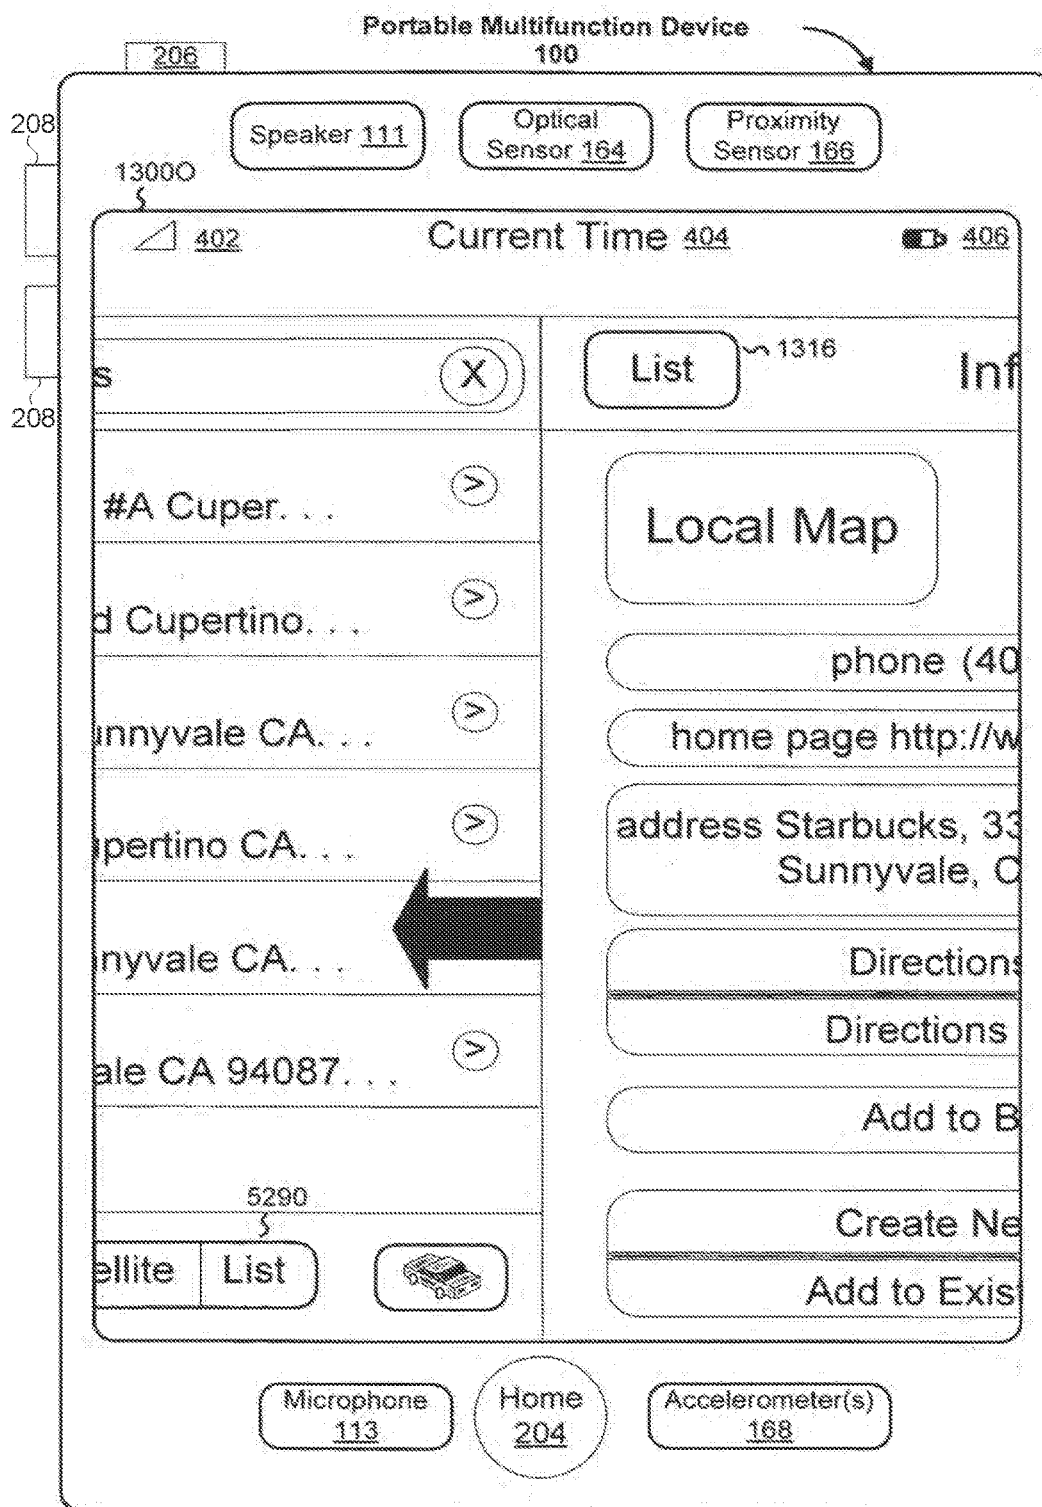 Portable Multifunction Device
100
206
208
Speaker 111
Optical
Sensor 164
Proximity
Sensor 166
1300O
402
Current Time 404
406
s
X
List
1316
Inf
#A Cuper. . .
>
Local Map
d Cupertino. . .
>
phone (40
unnyvale CA. . .
>
home page http://w
upertino CA. . .
>
address Starbucks, 33
Sunnyvale, C
nnyvale CA. . .
Directions
Directions
ale CA 94087. . .
>
Add to B
5290
ellite
List
Create Ne
Add to Exis
208
Microphone
113
Home
204
Accelerometer(s)
168